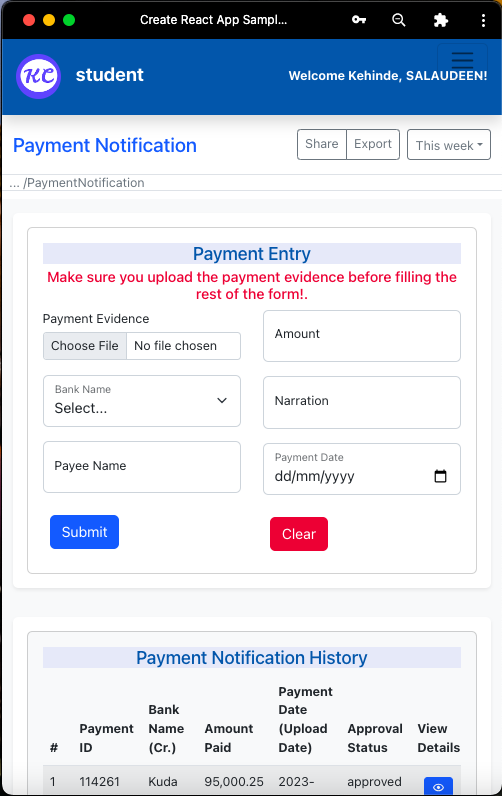 Create React App Sampl...
KC student
Welcome Kehinde, SALAUDEEN!
Payment Notification
Share Export This week
... /PaymentNotification
Payment Entry
Make sure you upload the payment evidence before filling the
rest of the form!.
Payment Evidence
Choose File No file chosen
Amount
Bank Name
Select...
Narration
Payee Name
Payment Date
dd/mm/yyyy
Submit
Clear
Payment Notification History
# Payment ID Bank Name (Cr.) Amount Paid Payment Date (Upload Date) Approval Status View Details
1 114261 Kuda 95,000.25 2023- approved